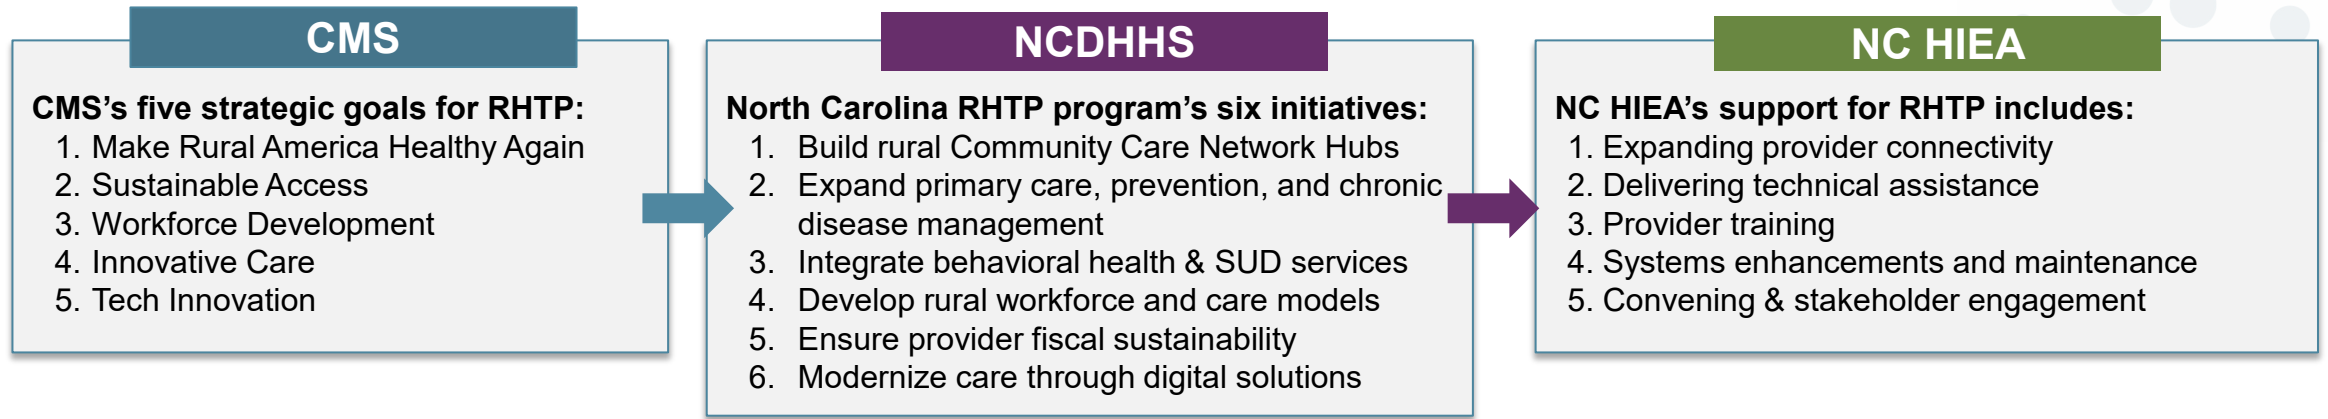 CMS
CMS's five strategic goals for RHTP:
1. Make Rural America Healthy Again
2. Sustainable Access
3. Workforce Development
4. Innovative Care
5. Tech Innovation
NCDHHS
North Carolina RHTP program's six initiatives:
1. Build rural Community Care Network Hubs
2. Expand primary care, prevention, and chronic
disease management
3. Integrate behavioral health & SUD services
4. Develop rural workforce and care models
5. Ensure provider fiscal sustainability
6. Modernize care through digital solutions
NC HIEA
NC HIEA's support for RHTP includes:
1. Expanding provider connectivity
2. Delivering technical assistance
3. Provider training
4. Systems enhancements and maintenance
5. Convening & stakeholder engagement